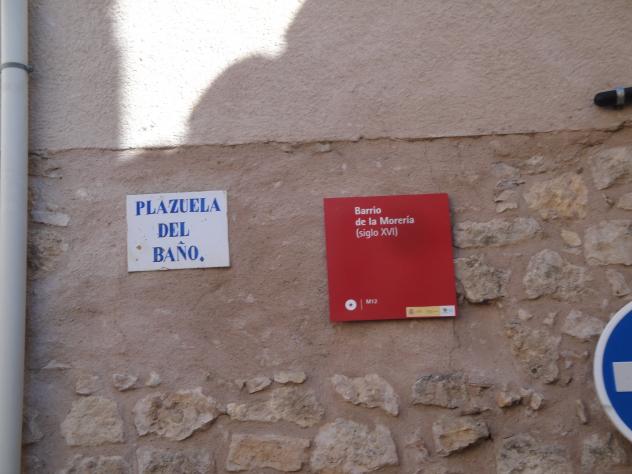 PLAZUELA
DEL
BAÑO.
Barrio
de la Morería
(siglo XVI)
M12